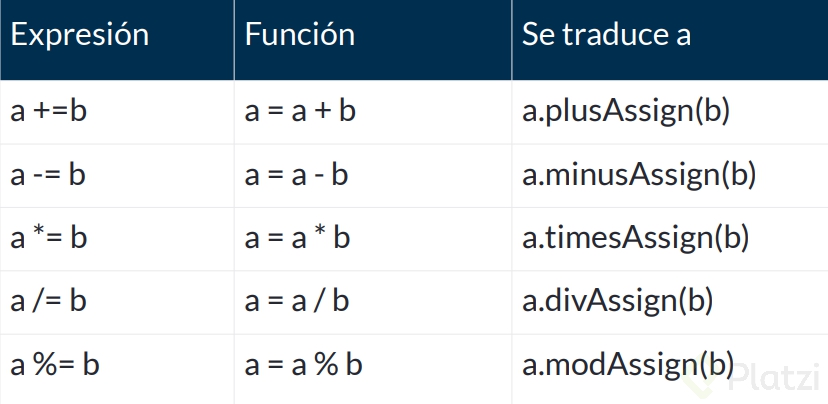 Expresión Función Se traduce a
a +=b a = a + b a.plusAssign(b)
a -= b a = a - b a.minusAssign(b)
a *= b a = a * b a.timesAssign(b)
a /= b a = a / b a.divAssign(b)
a %= b a = a % b a.modAssign(b)
Platzi